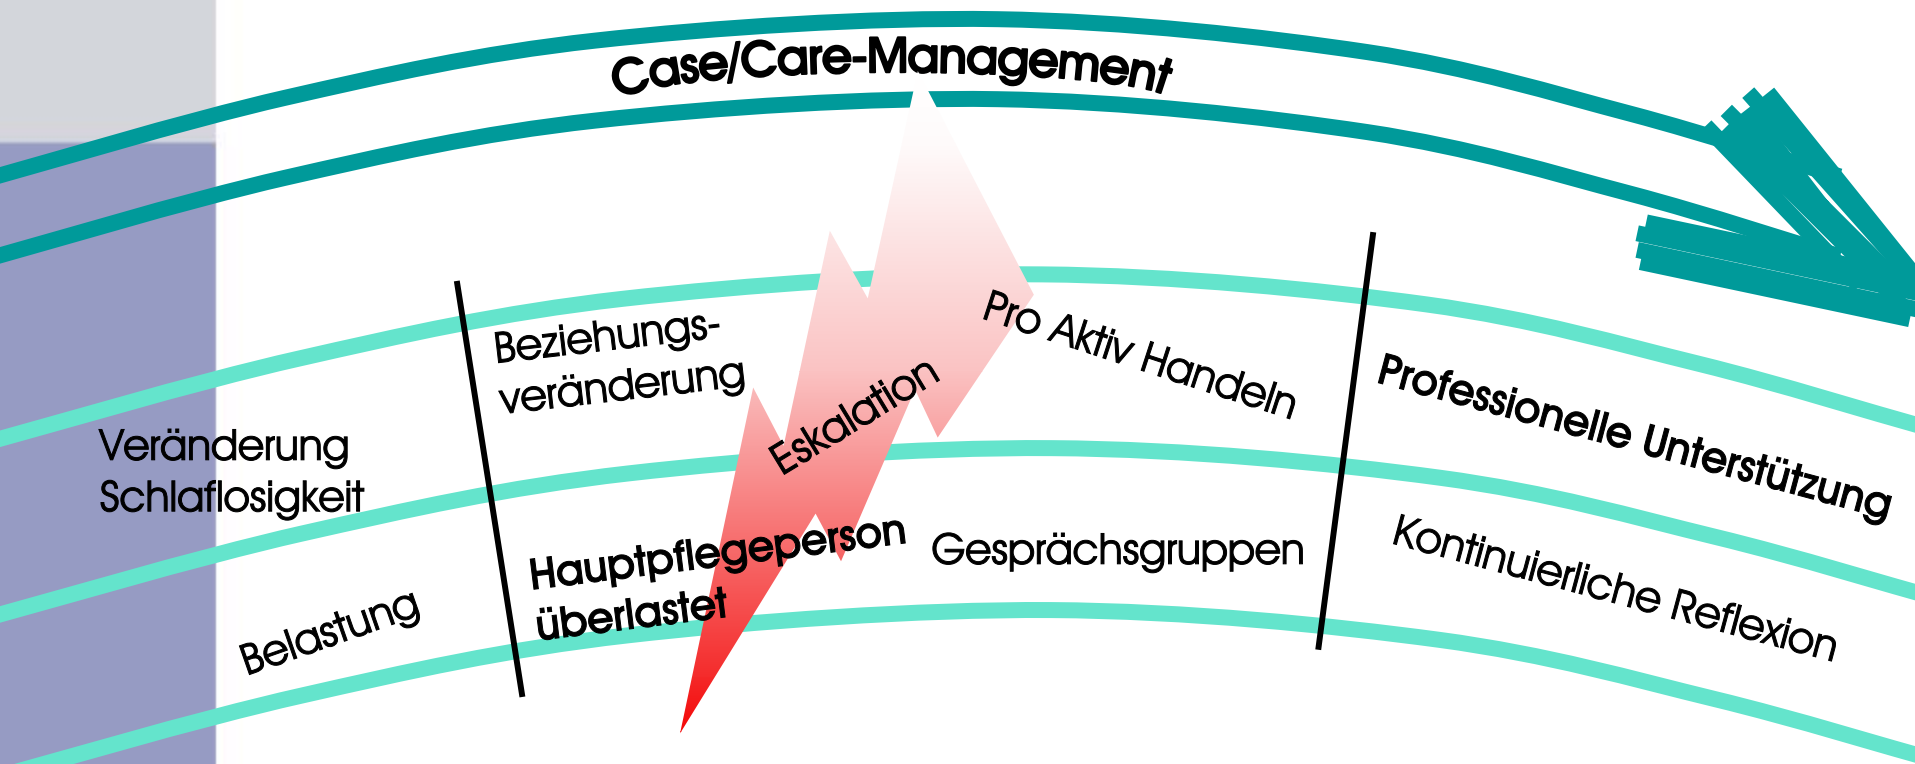 Case/Care-Management
Veränderung
Schlaflosigkeit
Belastung
Beziehungs-
veränderung
Eskalation
Hauptpflegeperson
überlastet
Pro Aktiv Handeln
Gesprächsgruppen
Professionelle Unterstützung
Kontinuierliche Reflexion